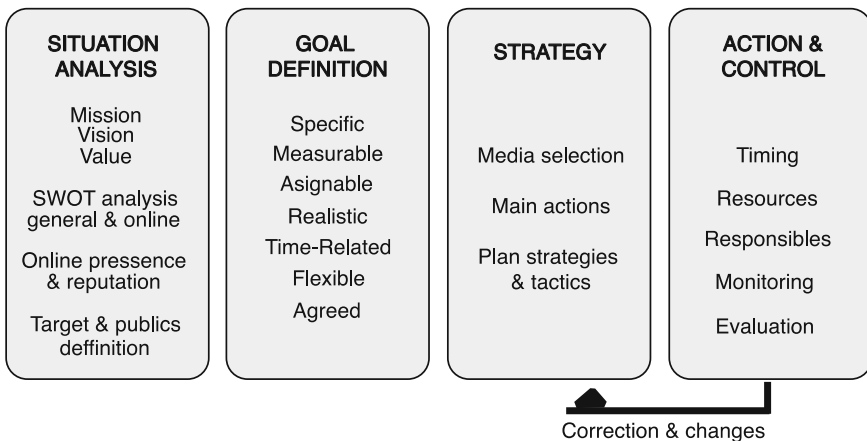 SITUATION
ANALYSIS
Mission
Vision
Value
SWOT analysis
general & online
Online pressence
& reputation
Target & publics
deffinition
GOAL
DEFINITION
Specific
Measurable
Asignable
Realistic
Time-Related
Flexible
Agreed
STRATEGY
Media selection
Main actions
Plan strategies
& tactics
ACTION &
CONTROL
Timing
Resources
Responsibles
Monitoring
Evaluation
Correction & changes